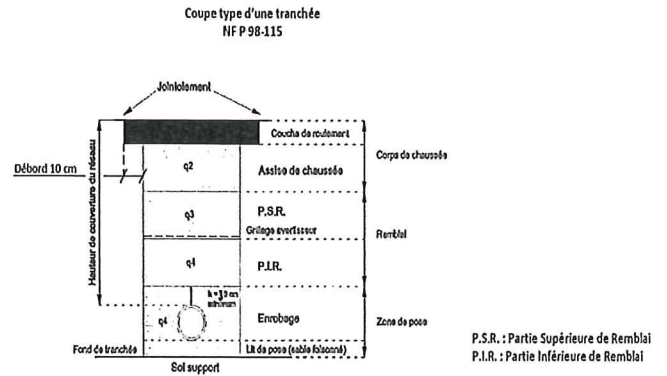 Coupe type d'une tranchée
NF P 98-115
Jointoiement
Couche de roulement
Corps de chaussée
Débord 10 cm
q2
Assise de chaussée
Hauteur de couverture du réseau
q3
P.S.R.
Grillage avertisseur
Remblai
q4
P.I.R.
minimum
q4
Enrobage
Zone de pose
P.S.R. : Partie Supérieure de Remblai
Fond de tranchée
Lit de pose (sable foisonné)
P.I.R. : Partie Inférieure de Remblai
Sol support